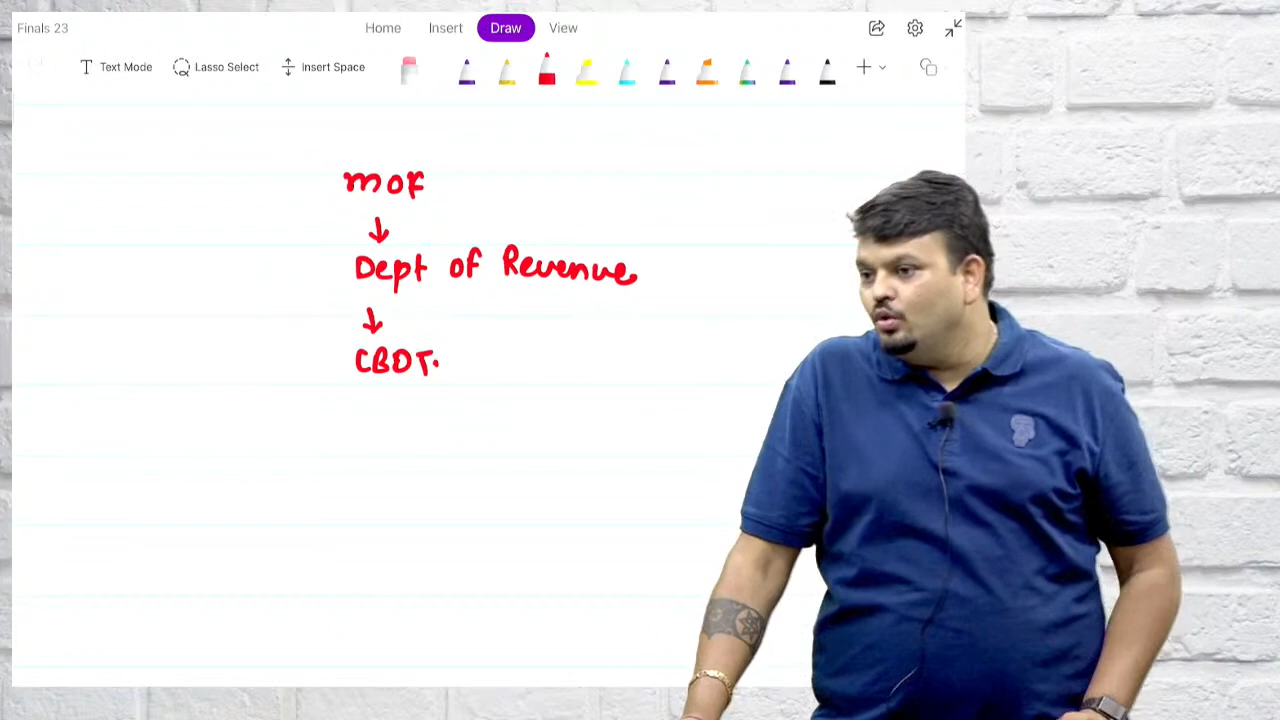 Finals 23
Home Insert Draw View
Text Mode Lasso Select Insert Space
MOF
↓
Dept of Revenue
↓
CBDT.